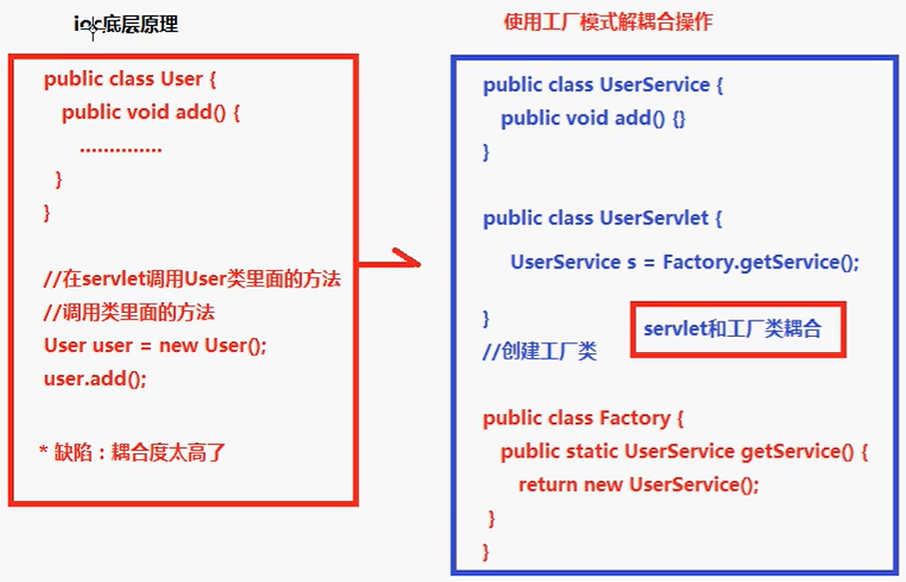 ioc底层原理
public class User {
public void add() {
..............
}
}
//在servlet调用User类里面的方法
//调用类里面的方法
User user = new User();
user.add();
* 缺陷：耦合度太高了
使用工厂模式解耦合操作
public class UserService {
public void add() {}
}
public class UserServlet {
UserService s = Factory.getService();
}
servlet和工厂类耦合
//创建工厂类
public class Factory {
public static UserService getService() {
return new UserService();
}
}